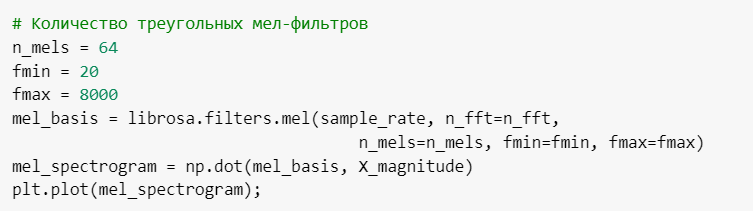 # Количество треугольных мел-фильтров
n_mels = 64
fmin = 20
fmax = 8000
mel_basis = librosa.filters.mel(sample_rate, n_fft=n_fft,
                                n_mels=n_mels, fmin=fmin, fmax=fmax)
mel_spectrogram = np.dot(mel_basis, X_magnitude)
plt.plot(mel_spectrogram);